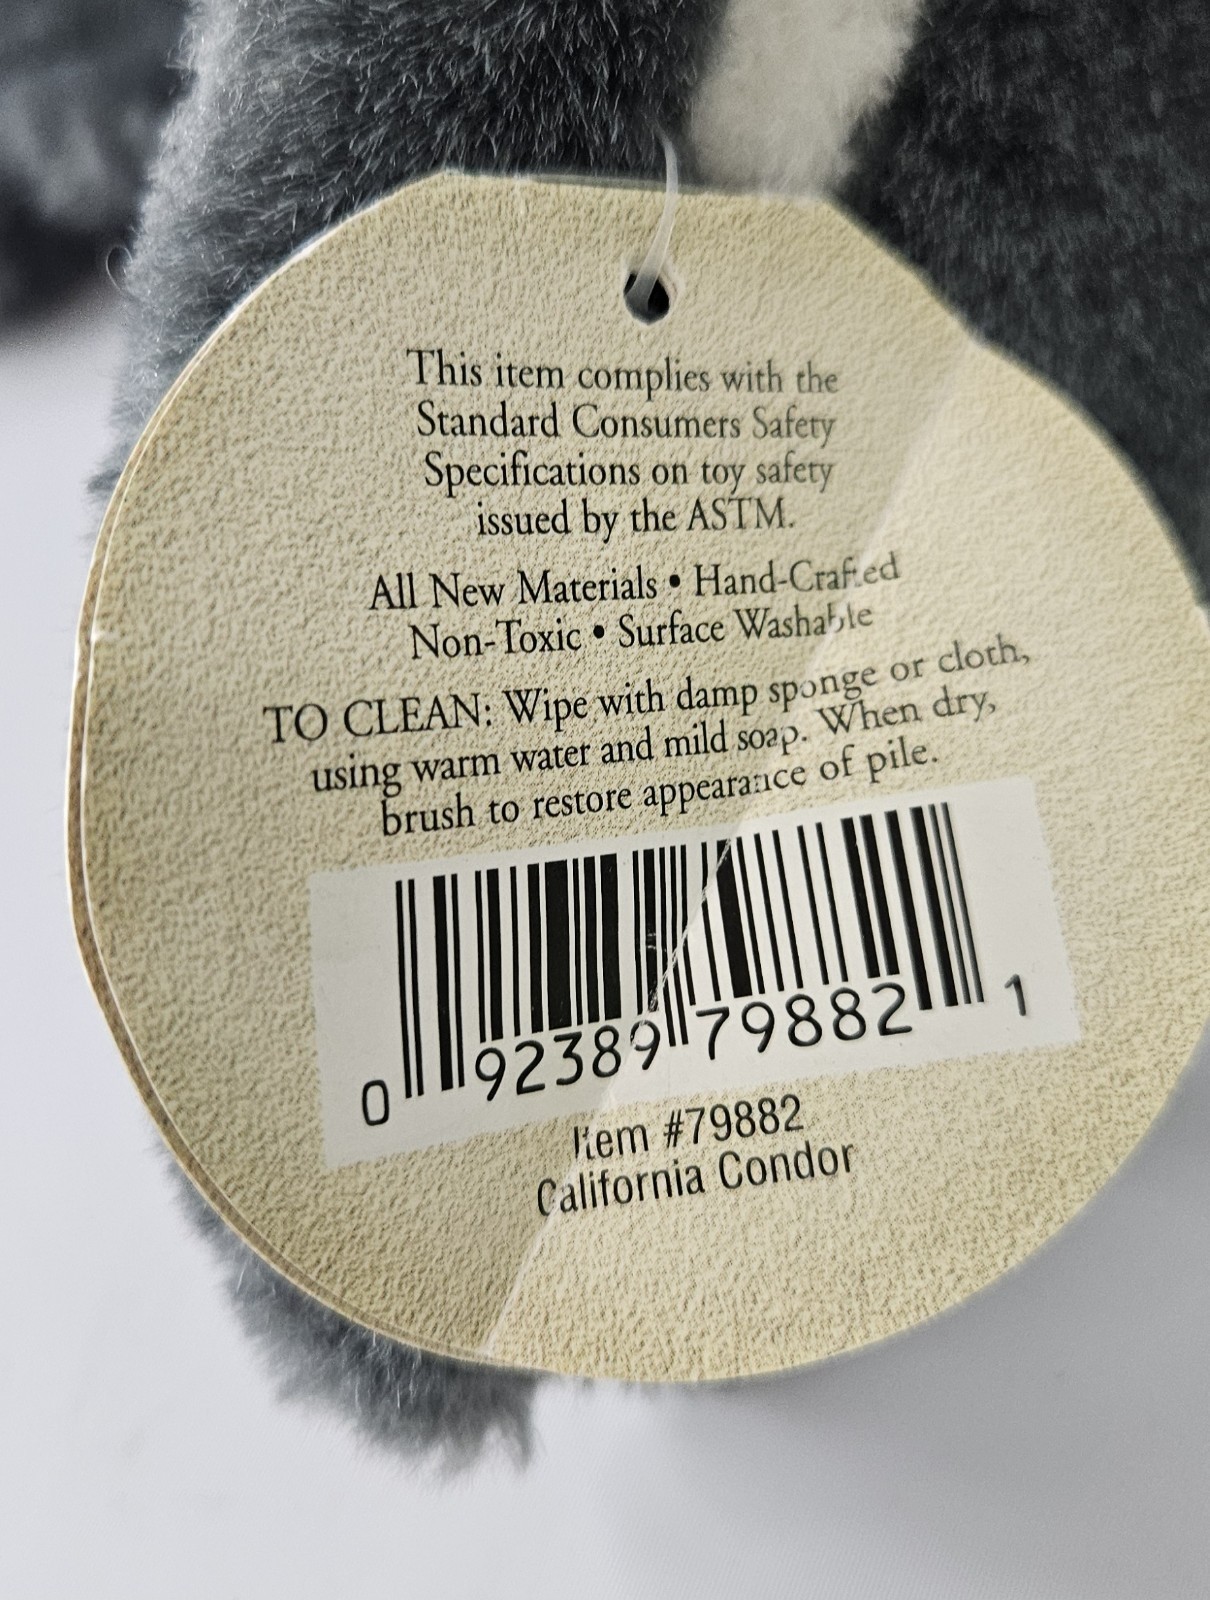 This item complies with the
Standard Consumers Safety
Specifications on toy safety
issued by the ASTM.
All New Materials • Hand-Crafted
Non-Toxic • Surface Washable
TO CLEAN: Wipe with damp sponge or cloth,
using warm water and mild soap. When dry,
brush to restore appearance of pile.
0 92389 79882 1
Item #79882
California Condor